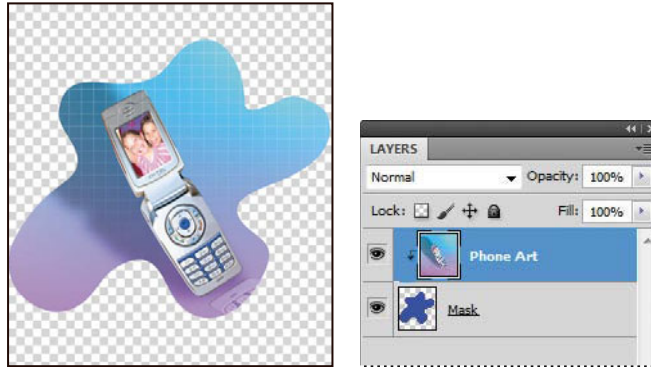 LAYERS
Normal Opacity: 100%
Lock: Fill: 100%
Phone Art
Mask